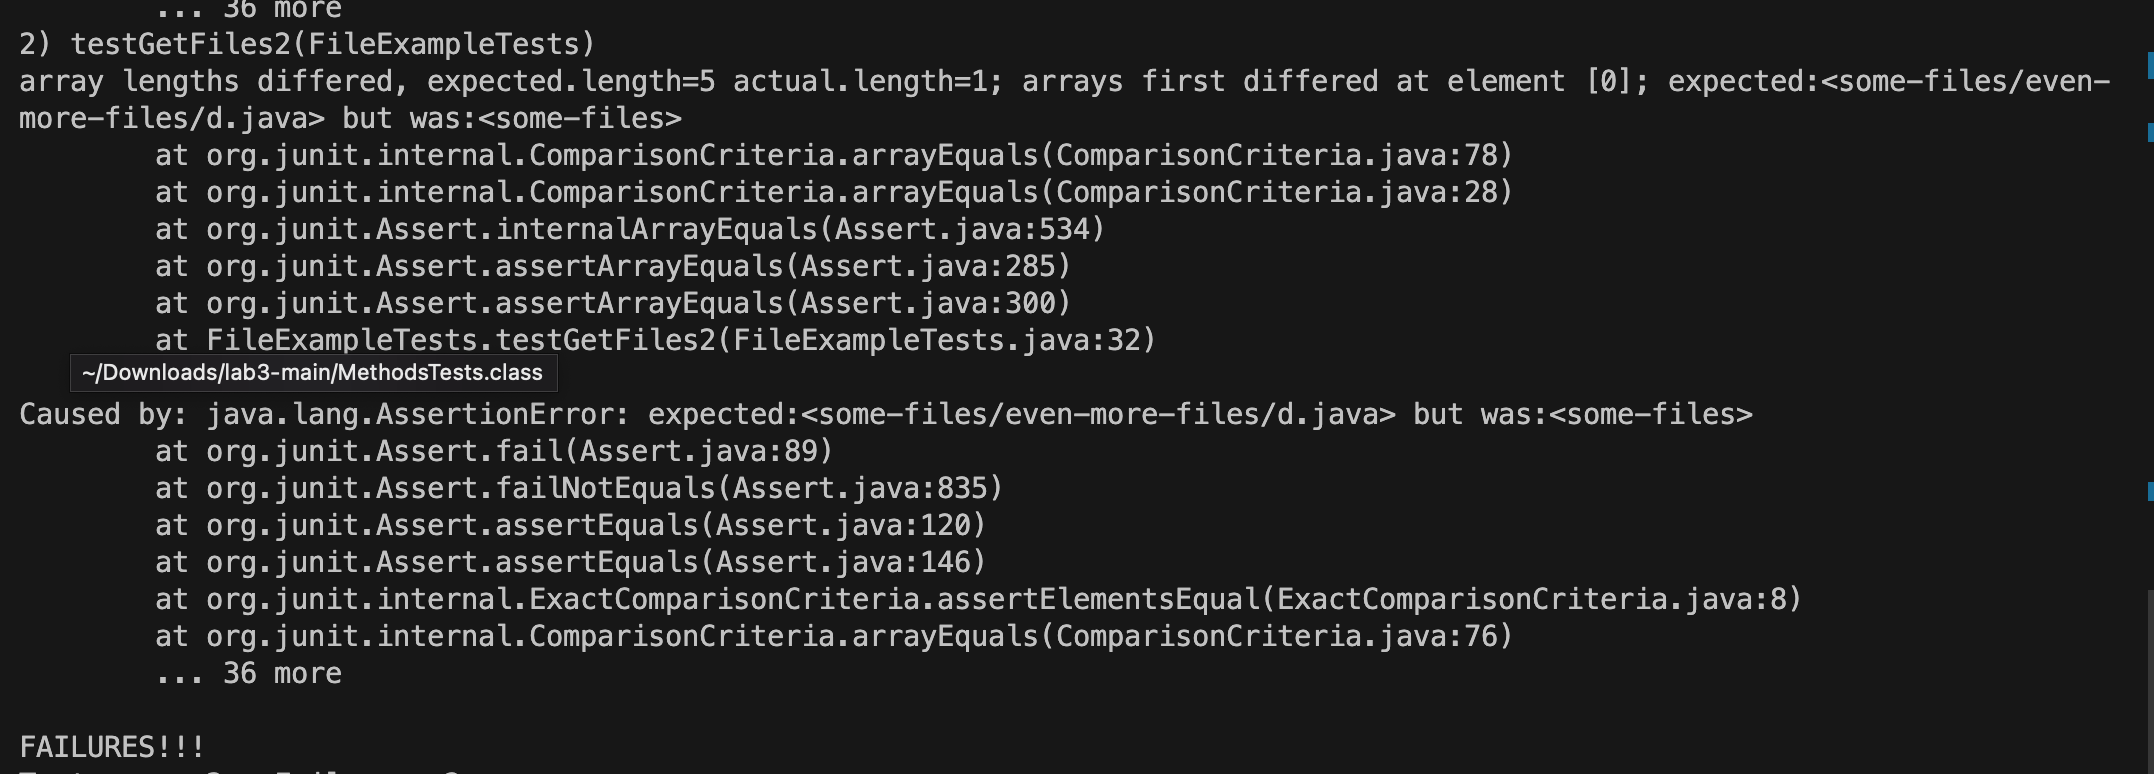 ... 36 more
2) testGetFiles2(FileExampleTests)
array lengths differed, expected.length=5 actual.length=1; arrays first differed at element [0]; expected:<some-files/even-
more-files/d.java> but was:<some-files>
at org.junit.internal.ComparisonCriteria.arrayEquals(ComparisonCriteria.java:78)
at org.junit.internal.ComparisonCriteria.arrayEquals(ComparisonCriteria.java:28)
at org.junit.Assert.internalArrayEquals(Assert.java:534)
at org.junit.Assert.assertArrayEquals(Assert.java:285)
at org.junit.Assert.assertArrayEquals(Assert.java:300)
at FileExampleTests.testGetFiles2(FileExampleTests.java:32)
~/Downloads/lab3-main/MethodsTests.class
Caused by: java.lang.AssertionError: expected:<some-files/even-more-files/d.java> but was:<some-files>
at org.junit.Assert.fail(Assert.java:89)
at org.junit.Assert.failNotEquals(Assert.java:835)
at org.junit.Assert.assertEquals(Assert.java:120)
at org.junit.Assert.assertEquals(Assert.java:146)
at org.junit.internal.ExactComparisonCriteria.assertElementsEqual(ExactComparisonCriteria.java:8)
at org.junit.internal.ComparisonCriteria.arrayEquals(ComparisonCriteria.java:76)
... 36 more
FAILURES!!!